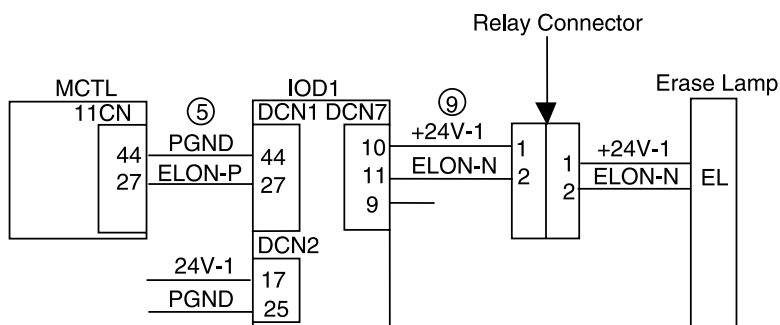 Relay Connector
MCTL
IOD1
Erase Lamp
11CN
⑤
DCN1 DCN7
⑨
44 PGND 44
27 ELON-P 27
10 +24V-1 1
11 ELON-N 2
9
1 +24V-1
2 ELON-N
EL
DCN2
24V-1 17
PGND 25